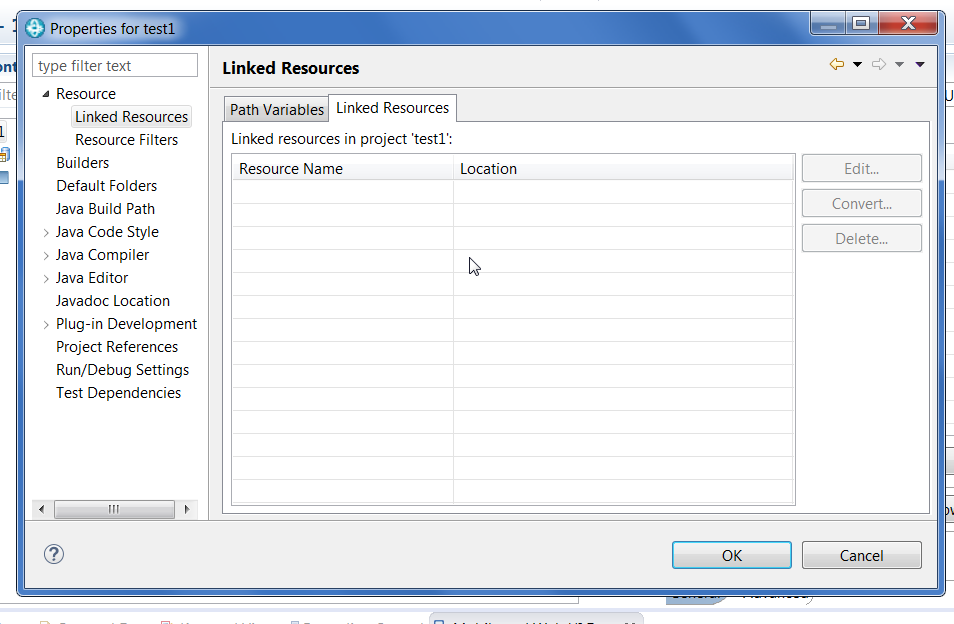 Properties for test1
type filter text
Linked Resources
Resource
Linked Resources
Resource Filters
Builders
Default Folders
Java Build Path
Java Code Style
Java Compiler
Java Editor
Javadoc Location
Plug-in Development
Project References
Run/Debug Settings
Test Dependencies
Path Variables
Linked Resources
Linked resources in project 'test1':
Resource Name
Location
Edit...
Convert...
Delete...
OK
Cancel